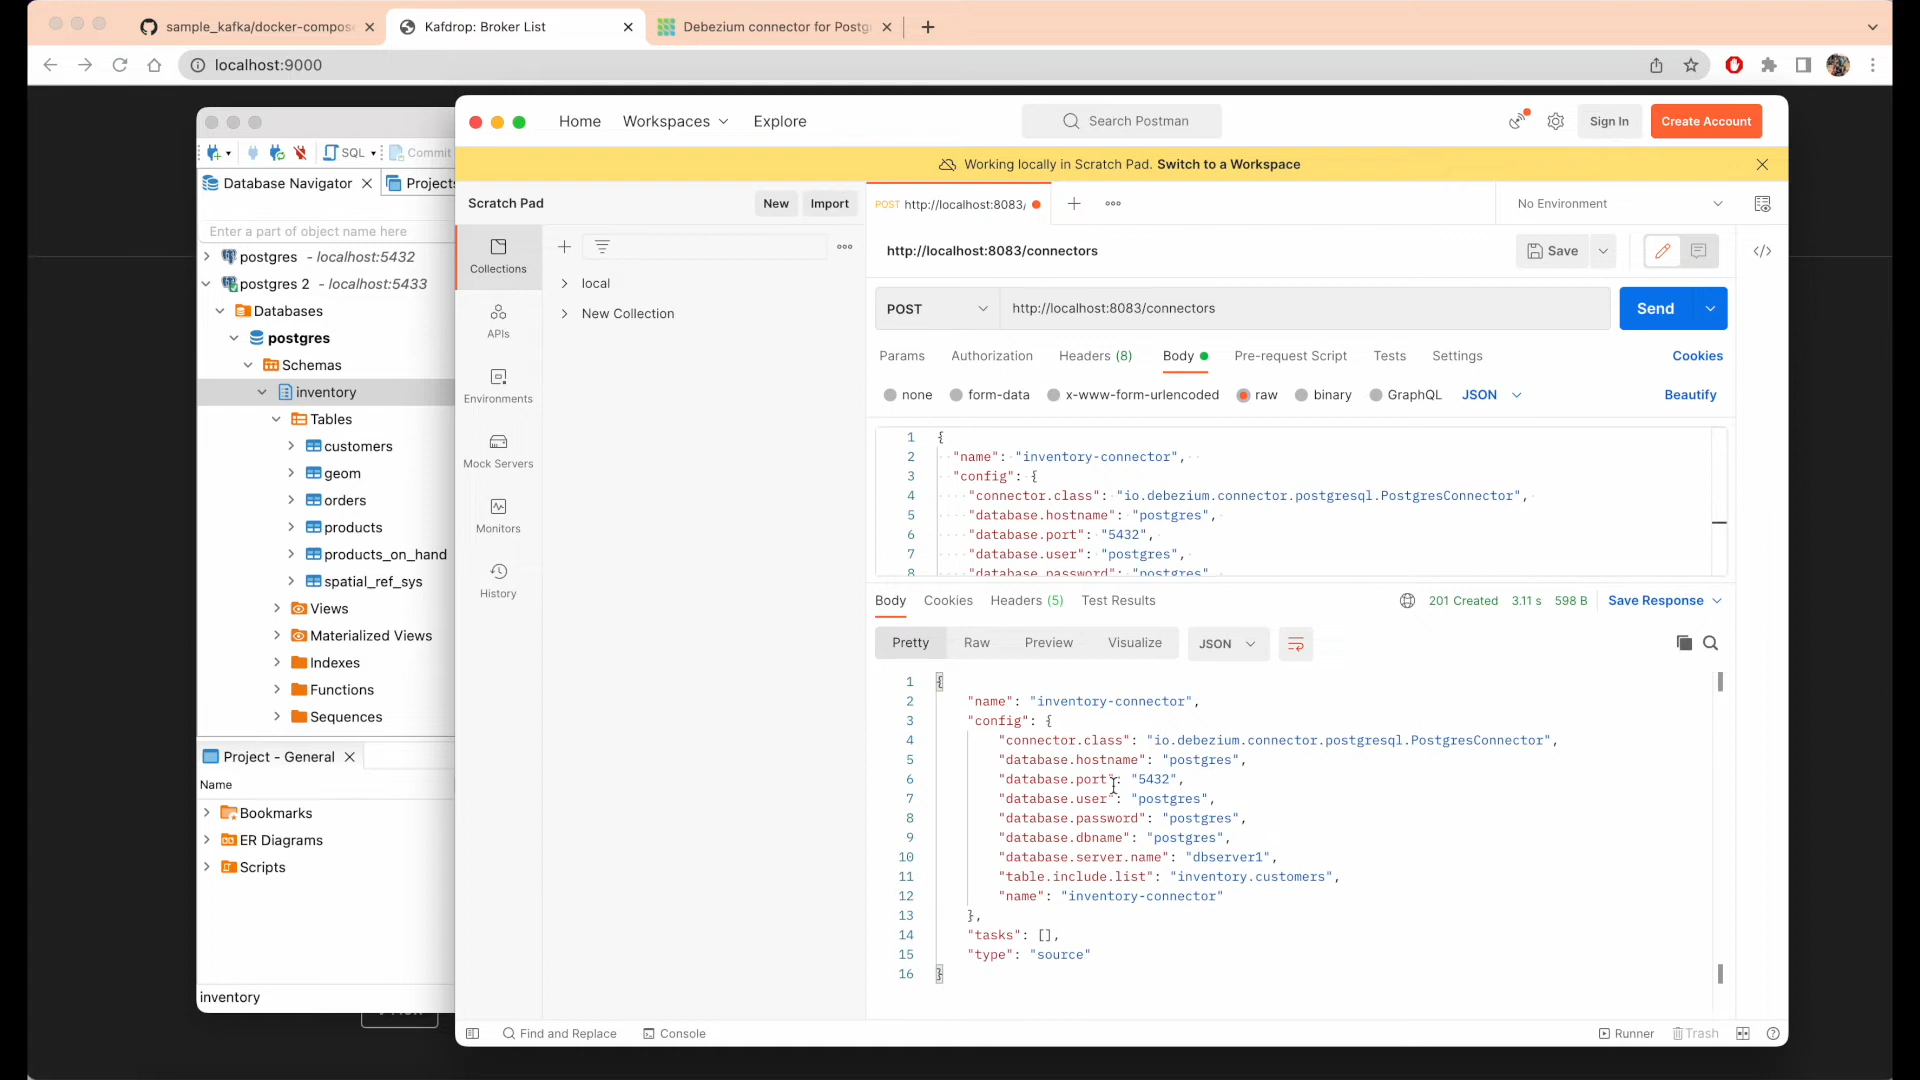 sample_kafka/docker-compose
Kafdrop: Broker List
Debezium connector for Postg
localhost:9000
Home
Workspaces
Explore
Search Postman
Sign In
Create Account
Working locally in Scratch Pad. Switch to a Workspace
SQL
Commit
Database Navigator
Projects
Enter a part of object name here
postgres - localhost:5432
postgres 2 - localhost:5433
Databases
postgres
Schemas
inventory
Tables
customers
geom
orders
products
products_on_hand
spatial_ref_sys
Views
Materialized Views
Indexes
Functions
Sequences
Project - General
Name
Bookmarks
ER Diagrams
Scripts
inventory
Scratch Pad
New
Import
Collections
APIs
Environments
Mock Servers
Monitors
History
local
New Collection
POST http://localhost:8083/
No Environment
http://localhost:8083/connectors
Save
POST
http://localhost:8083/connectors
Send
Params
Authorization
Headers (8)
Body
Pre-request Script
Tests
Settings
Cookies
none
form-data
x-www-form-urlencoded
raw
binary
GraphQL
JSON
Beautify
1 {
2 "name": "inventory-connector",
3 "config": {
4 "connector.class": "io.debezium.connector.postgresql.PostgresConnector",
5 "database.hostname": "postgres",
6 "database.port": "5432",
7 "database.user": "postgres",
8 "database.password": "postgres"
Body
Cookies
Headers (5)
Test Results
201 Created
3.11 s
598 B
Save Response
Pretty
Raw
Preview
Visualize
JSON
1 {
2 "name": "inventory-connector",
3 "config": {
4 "connector.class": "io.debezium.connector.postgresql.PostgresConnector",
5 "database.hostname": "postgres",
6 "database.port": "5432",
7 "database.user": "postgres",
8 "database.password": "postgres",
9 "database.dbname": "postgres",
10 "database.server.name": "dbserver1",
11 "table.include.list": "inventory.customers",
12 "name": "inventory-connector"
13 },
14 "tasks": [],
15 "type": "source"
16 }
Find and Replace
Console
Runner
Trash